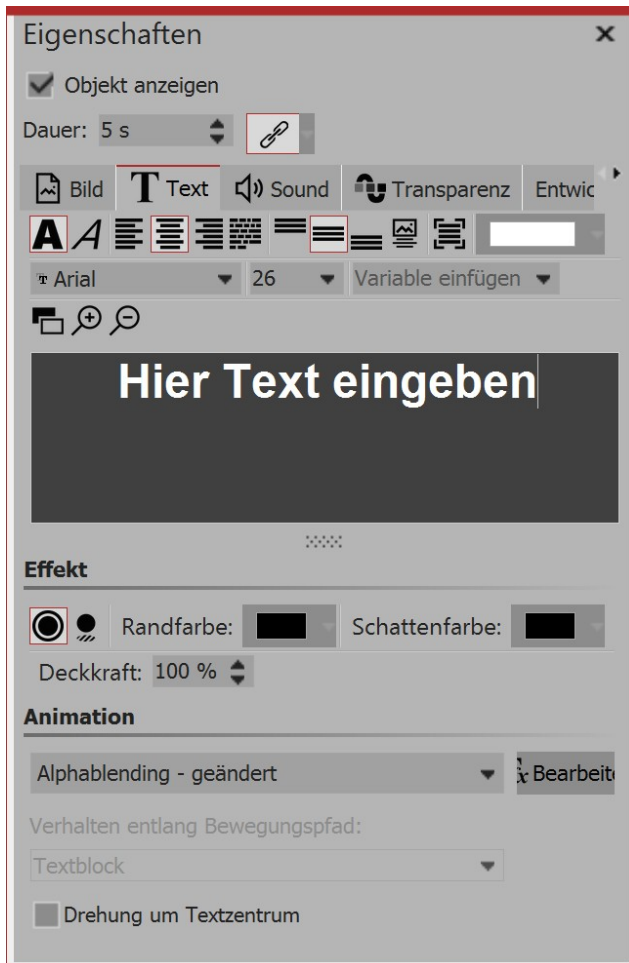 Eigenschaften
Objekt anzeigen
Dauer: 5 s
Bild Text Sound Transparenz Entwic
Arial 26 Variable einfügen
Hier Text eingeben
Effekt
Randfarbe: Schattenfarbe:
Deckkraft: 100 %
Animation
Alphablending - geändert Bearbeite
Verhalten entlang Bewegungspfad:
Textblock
Drehung um Textzentrum